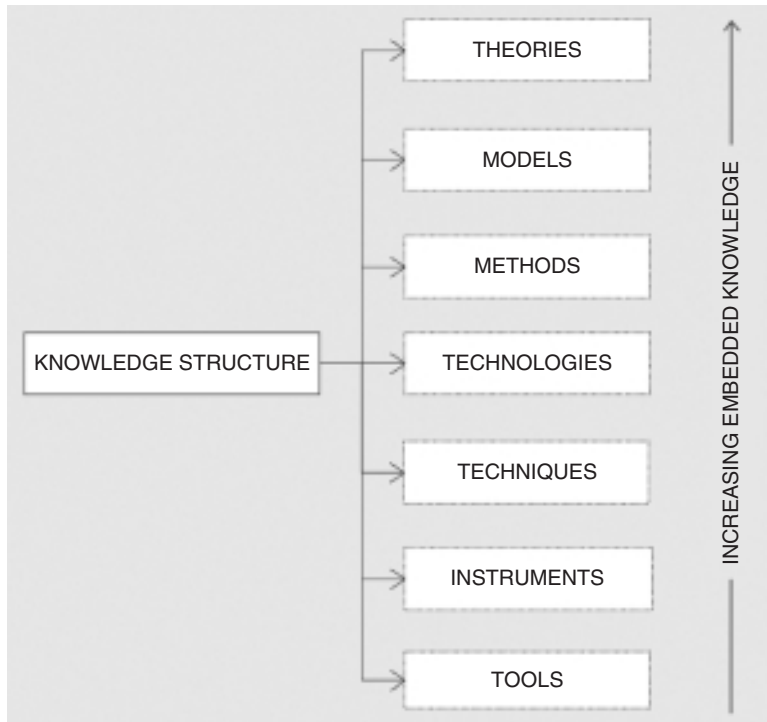 THEORIES
MODELS
METHODS
KNOWLEDGE STRUCTURE
TECHNOLOGIES
TECHNIQUES
INSTRUMENTS
TOOLS
INCREASING EMBEDDED KNOWLEDGE